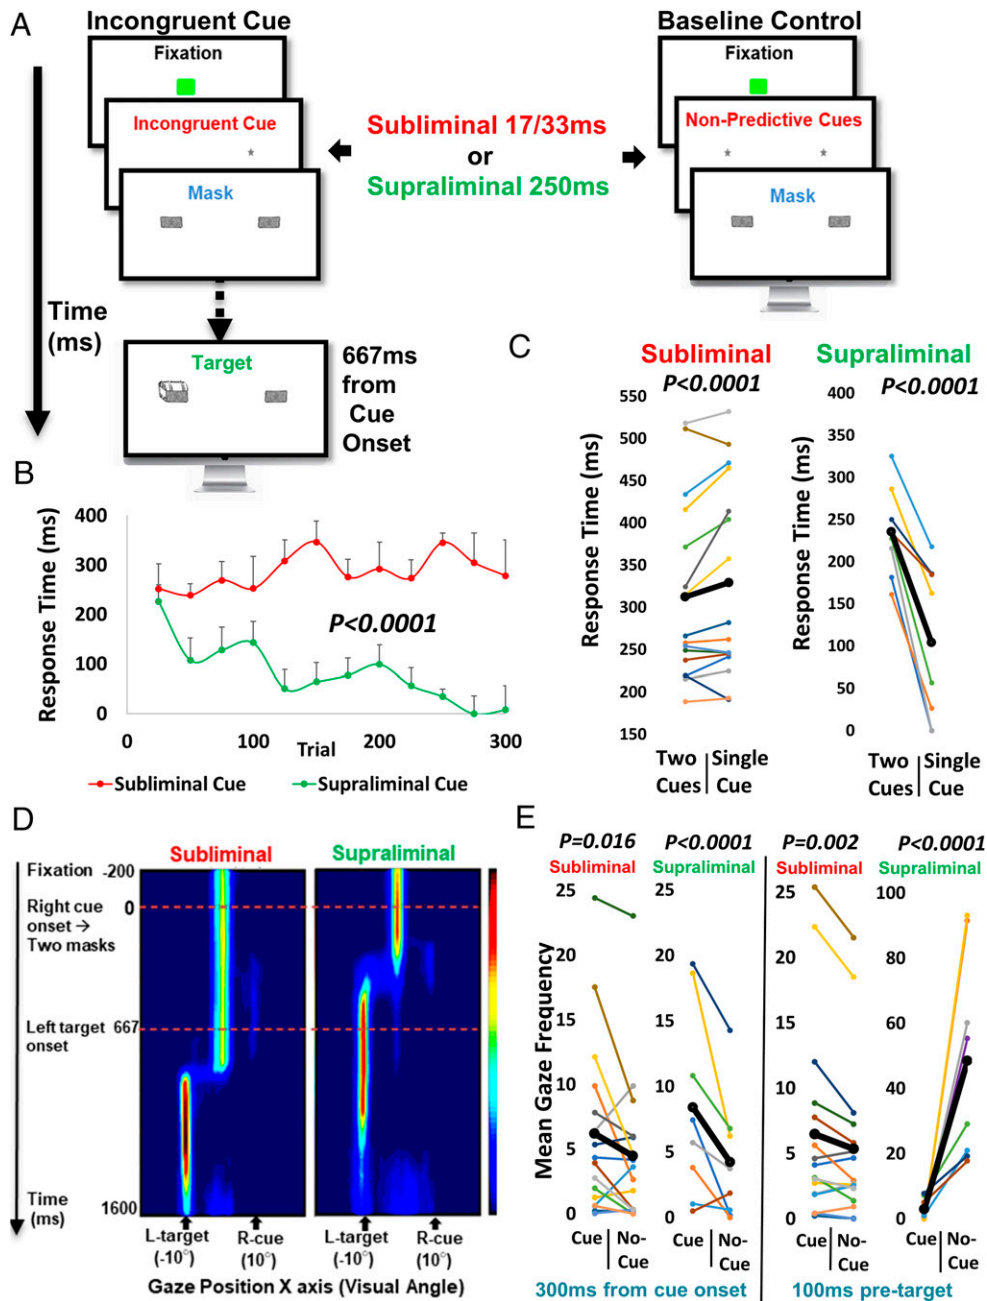 A
Incongruent Cue
Fixation
Incongruent Cue
Mask
Time
(ms)
Target
667ms
from
Cue
Onset
Subliminal 17/33ms
or
Supraliminal 250ms
Baseline Control
Fixation
Non-Predictive Cues
Mask
B
Response Time (ms)
400
300
200
100
0
P<0.0001
0
100
200
300
Trial
Subliminal Cue
Supraliminal Cue
C
Subliminal
P<0.0001
Response Time (ms)
550
500
450
400
350
300
250
200
150
Two
Cues
Single
Cue
Supraliminal
P<0.0001
Response Time (ms)
400
350
300
250
200
150
100
50
0
Two
Cues
Single
Cue
D
Subliminal
Supraliminal
Fixation
-200
Right cue
onset →
Two masks
0
Left target
onset
667
Time
(ms)
1600
L-target
(-10°)
R-cue
(10°)
L-target
(-10°)
R-cue
(10°)
Gaze Position X axis (Visual Angle)
E
Mean Gaze Frequency
P=0.016
Subliminal
25
20
15
10
5
0
Cue
No-
Cue
P<0.0001
Supraliminal
25
20
15
10
5
0
Cue
No-
Cue
300ms from cue onset
P=0.002
Subliminal
25
20
15
10
5
0
Cue
No-
Cue
P<0.0001
Supraliminal
100
80
60
40
20
0
Cue
No-
Cue
100ms pre-target